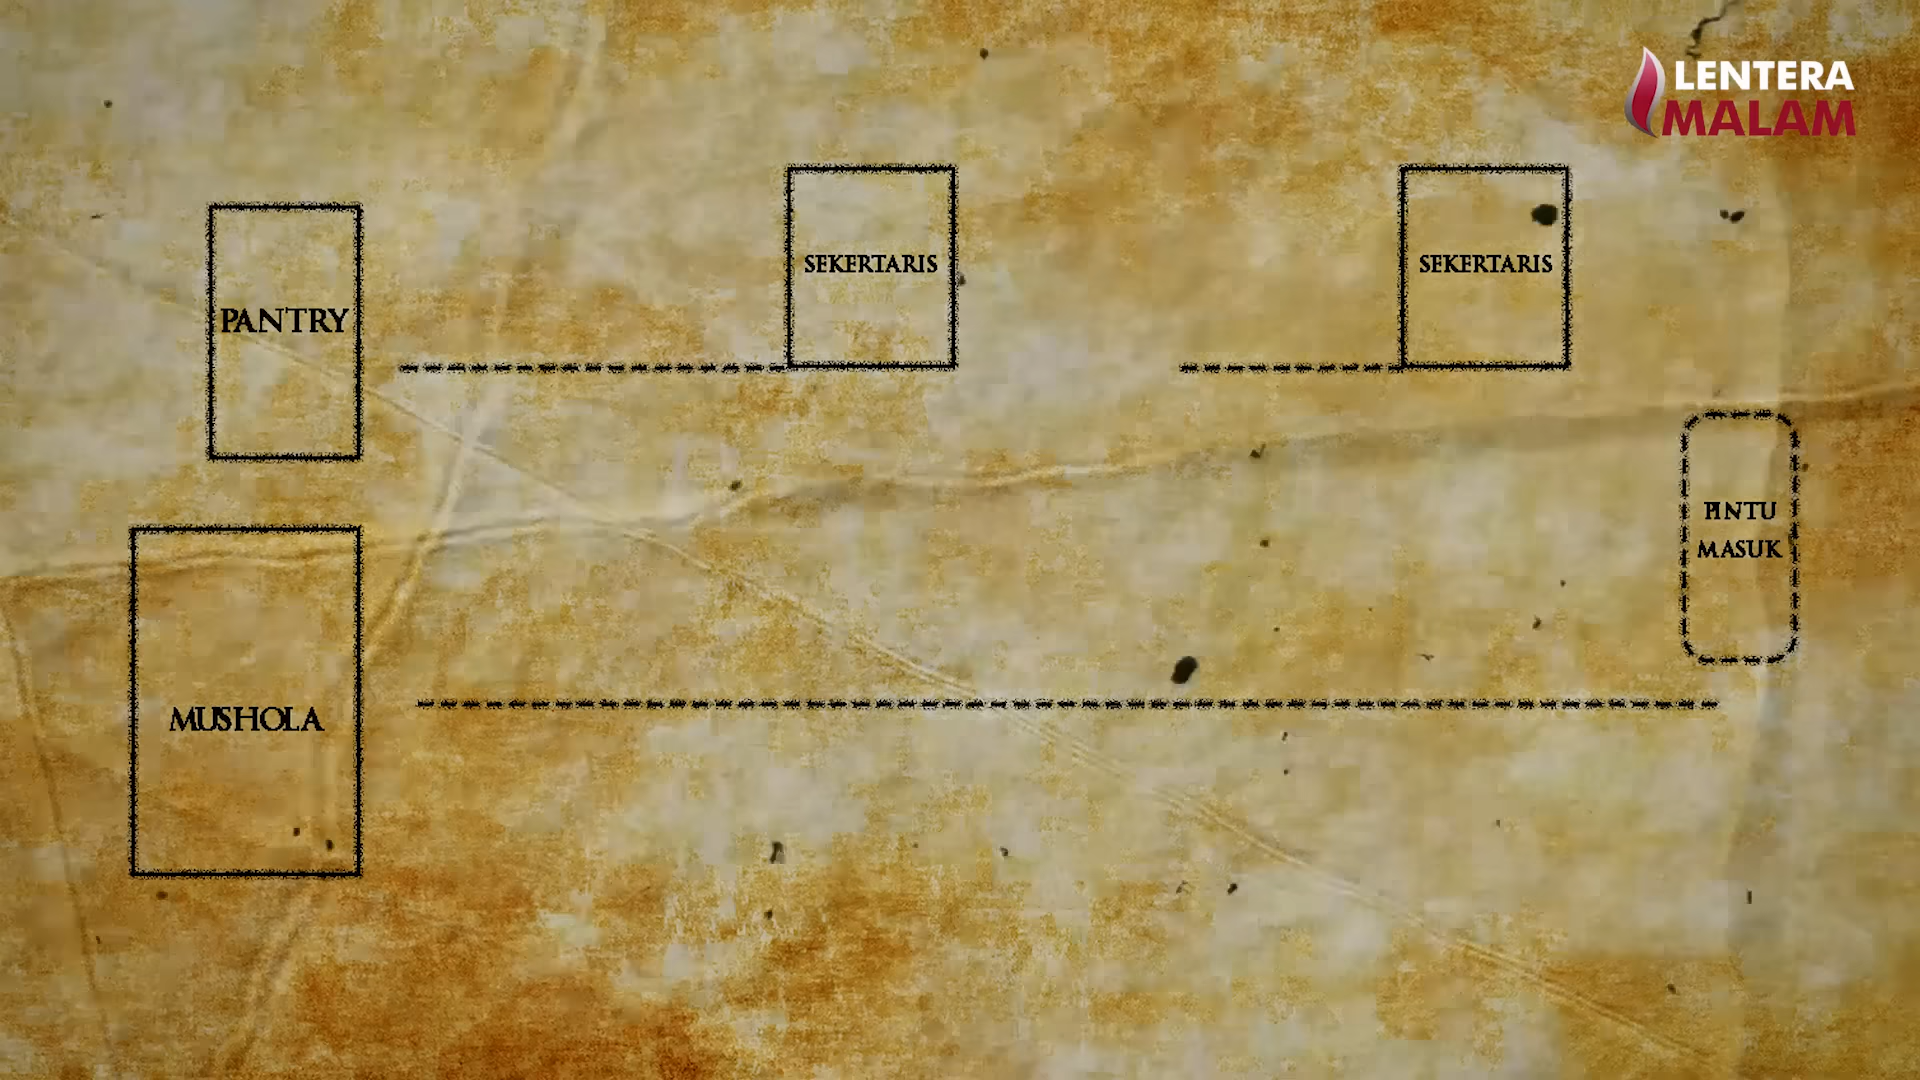 LENTERA
MALAM
SEKERTARIS
SEKERTARIS
PANTRY
PINTU
MASUK
MUSHOLA